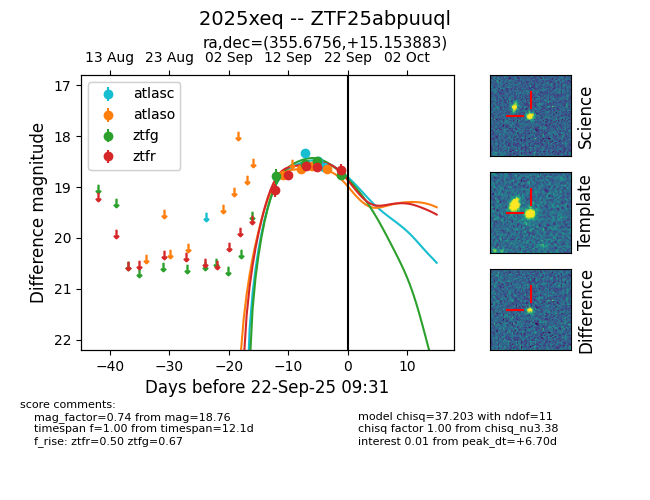 2025xeq -- ZTF25abpuuql
ra,dec=(355.6756,+15.153883)
13 Aug 23 Aug 02 Sep 12 Sep 22 Sep 02 Oct
17
18
19
20
21
22
Difference magnitude
atlasc
atlaso
ztfg
ztfr
−40 −30 −20 −10 0 10
Days before 22-Sep-25 09:31
Science
Template
Difference
score comments:
mag_factor=0.74 from mag=18.76
timespan f=1.00 from timespan=12.1d
f_rise: ztfr=0.50 ztfg=0.67
model chisq=37.203 with ndof=11
chisq factor 1.00 from chisq_nu3.38
interest 0.01 from peak_dt=+6.70d